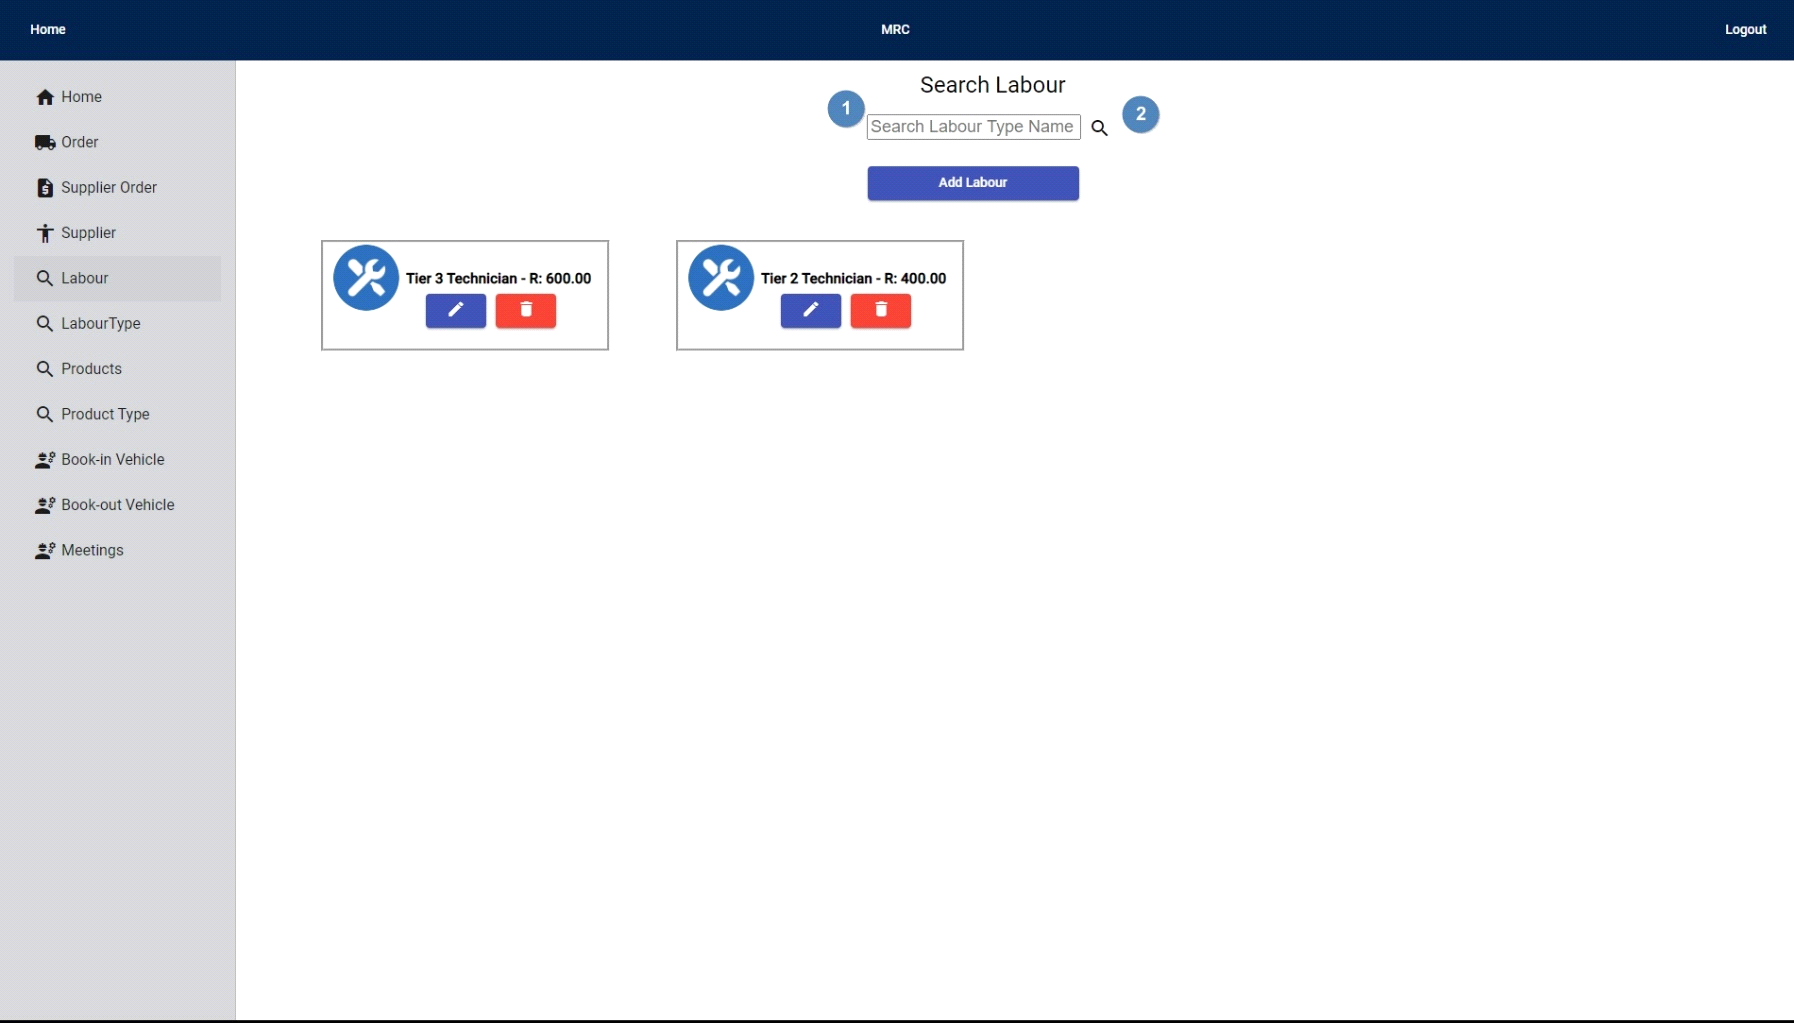 Home
MRC
Logout
Home
Order
Supplier Order
Supplier
Labour
LabourType
Products
Product Type
Book-in Vehicle
Book-out Vehicle
Meetings
Search Labour
1
Search Labour Type Name
2
Add Labour
Tier 3 Technician - R: 600.00
Tier 2 Technician - R: 400.00